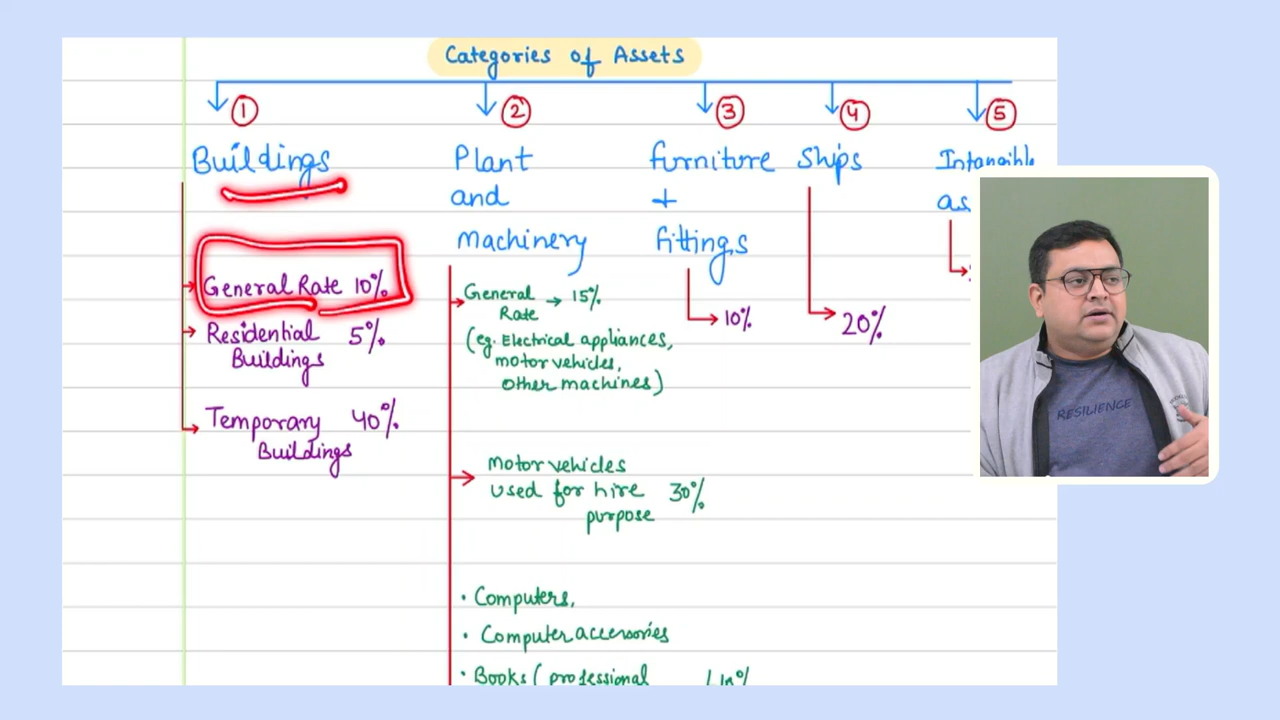 Categories of Assets
① ② ③ ④ ⑤
Buildings
General Rate 10%
Residential 5%
Buildings
Temporary 40%
Buildings
Plant
and
Machinery
General → 15%
Rate
(eg. Electrical appliances,
motor vehicles,
other machines)
Motor vehicles
used for hire 30%
purpose
• Computers,
• Computer accessories
• Books ( professional
furniture
+
fittings
10%
Ships
20%
Intangible
as
RESILIENCE